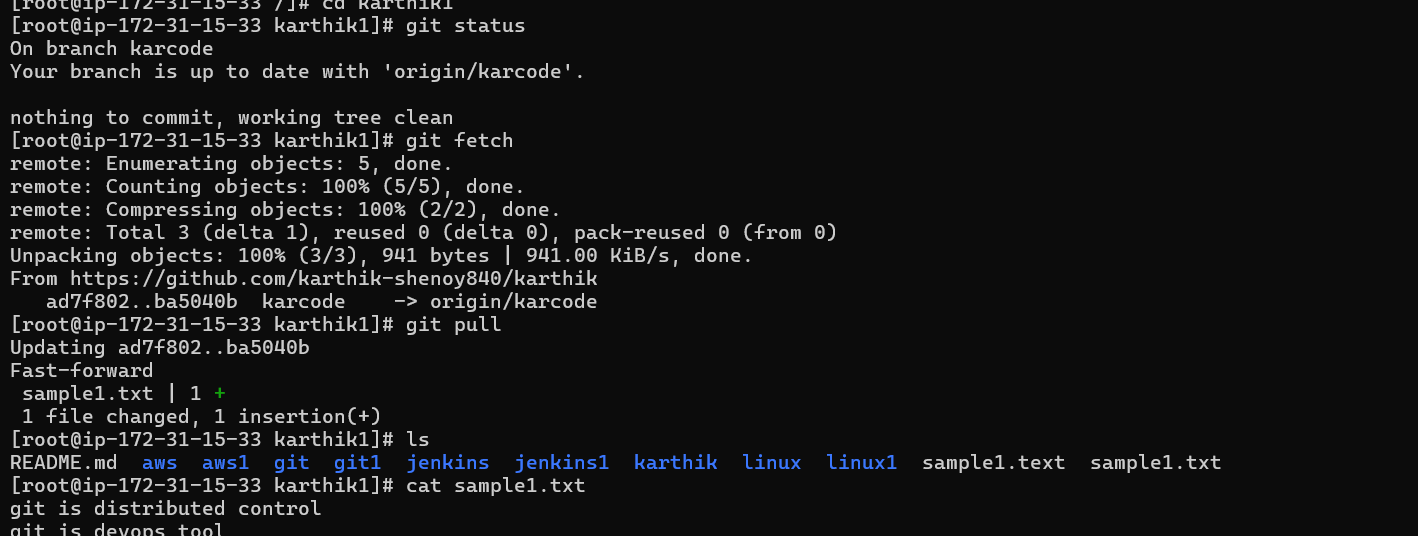 [root@ip-172-31-15-33 /]# cd karthik1
[root@ip-172-31-15-33 karthik1]# git status
On branch karcode
Your branch is up to date with 'origin/karcode'.
nothing to commit, working tree clean
[root@ip-172-31-15-33 karthik1]# git fetch
remote: Enumerating objects: 5, done.
remote: Counting objects: 100% (5/5), done.
remote: Compressing objects: 100% (2/2), done.
remote: Total 3 (delta 1), reused 0 (delta 0), pack-reused 0 (from 0)
Unpacking objects: 100% (3/3), 941 bytes | 941.00 KiB/s, done.
From https://github.com/karthik-shenoy840/karthik
   ad7f802..ba5040b  karcode    -> origin/karcode
[root@ip-172-31-15-33 karthik1]# git pull
Updating ad7f802..ba5040b
Fast-forward
 sample1.txt | 1 +
 1 file changed, 1 insertion(+)
[root@ip-172-31-15-33 karthik1]# ls
README.md  aws  aws1  git  git1  jenkins  jenkins1  karthik  linux  linux1  sample1.text  sample1.txt
[root@ip-172-31-15-33 karthik1]# cat sample1.txt
git is distributed control
git is devops tool